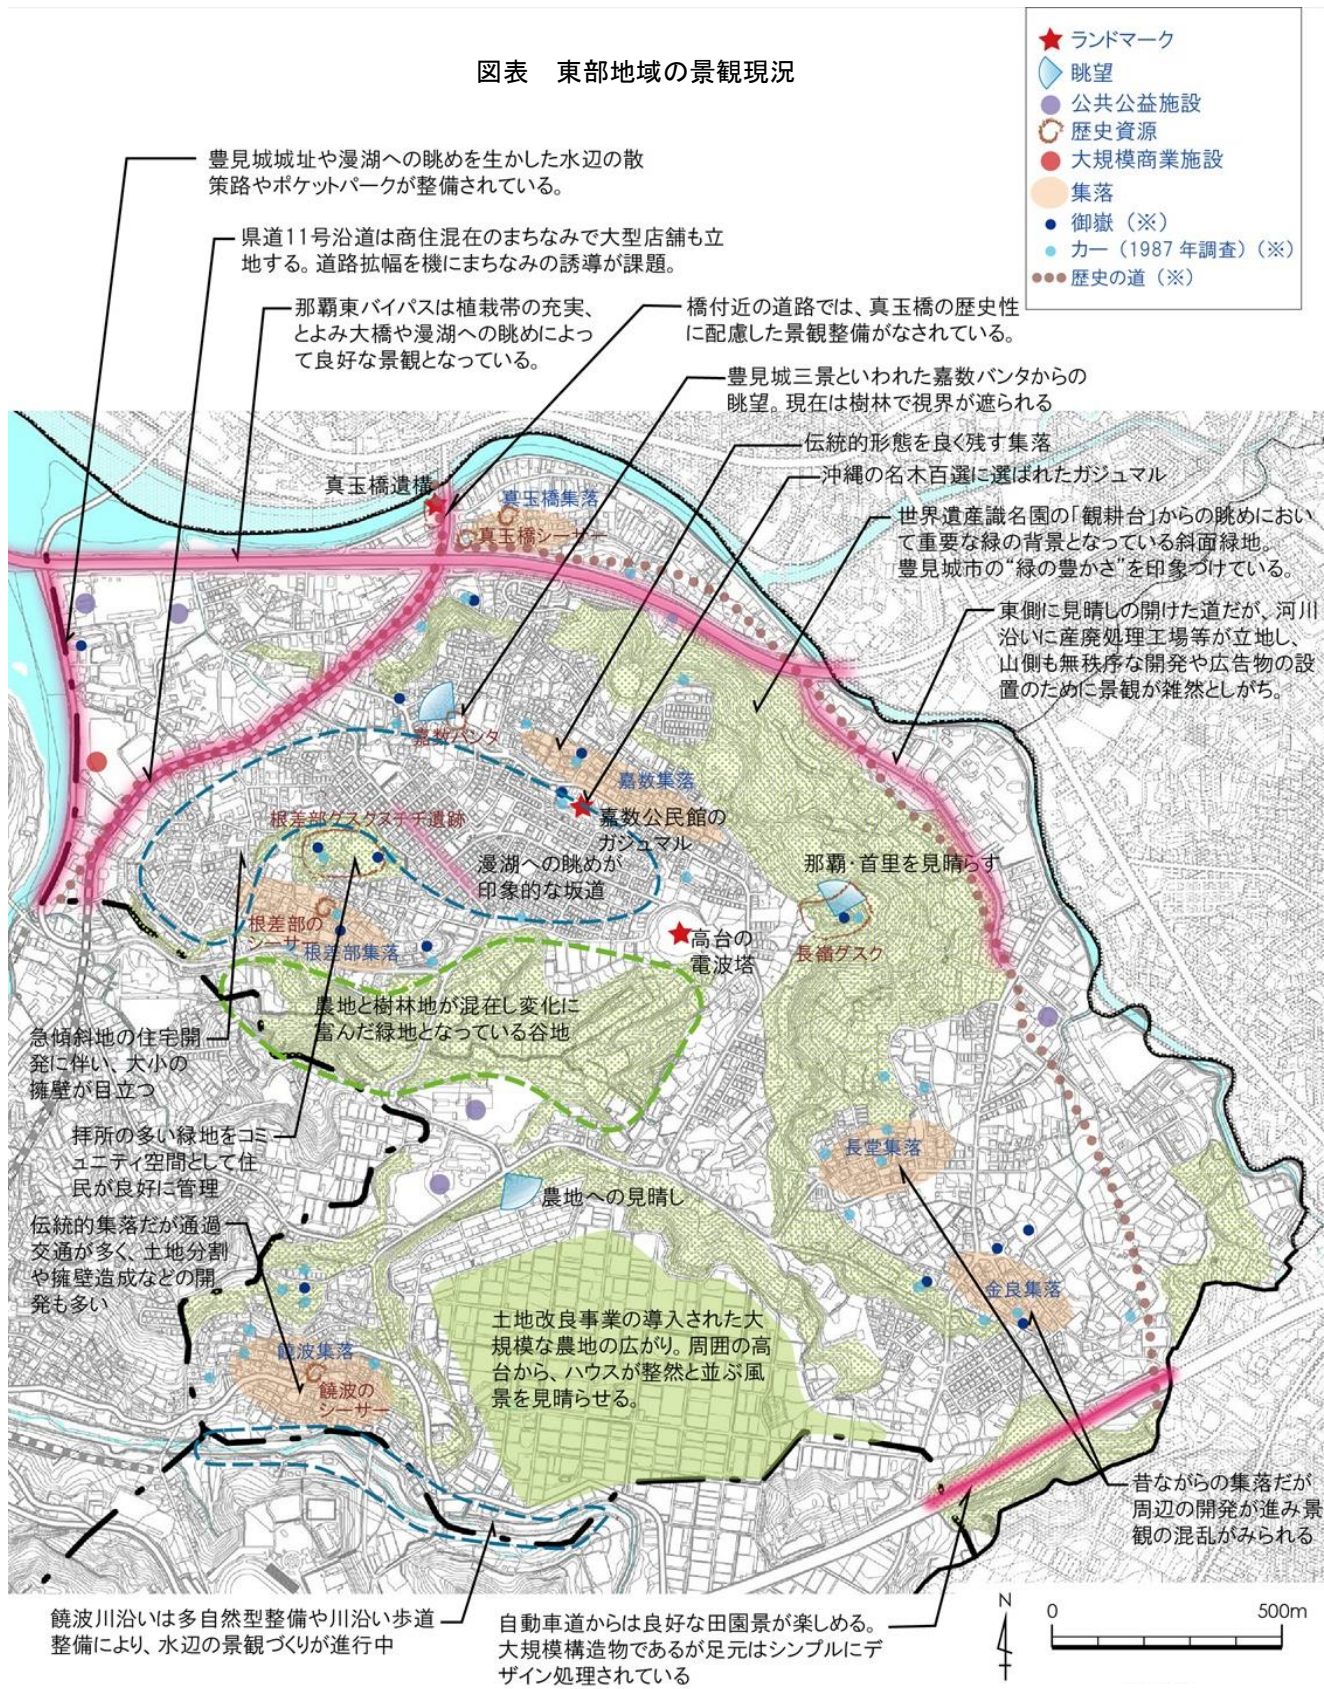 図表　東部地域の景観現況
ランドマーク
眺望
公共公益施設
歴史資源
大規模商業施設
集落
御嶽（※）
カー（1987年調査）（※）
歴史の道（※）
豊見城城址や漫湖への眺めを生かした水辺の散
策路やポケットパークが整備されている。
県道11号沿道は商住混在のまちなみで大型店舗も立
地する。道路拡幅を機にまちなみの誘導が課題。
那覇東バイパスは植栽帯の充実、
とよみ大橋や漫湖への眺めによっ
て良好な景観となっている。
橋付近の道路では、真玉橋の歴史性
に配慮した景観整備がなされている。
豊見城三景といわれた嘉数バンタからの
眺望。現在は樹林で視界が遮られる
伝統的形態を良く残す集落
沖縄の名木百選に選ばれたガジュマル
世界遺産識名園の「観耕台」からの眺めにおい
て重要な緑の背景となっている斜面緑地。
豊見城市の“緑の豊かさ”を印象づけている。
東側に見晴しの開けた道だが、河川
沿いに産廃処理工場等が立地し、
山側も無秩序な開発や広告物の設
置のために景観が雑然としがち。
真玉橋遺構
真玉橋集落
真玉橋シーサー
嘉数バンタ
嘉数集落
嘉数公民館の
ガジュマル
根差部グスクヌチヂ遺跡
漫湖への眺めが
印象的な坂道
那覇・首里を見晴らす
長嶺グスク
根差部の
シーサー
根差部集落
高台の
電波塔
農地と樹林地が混在し変化に
富んだ緑地となっている谷地
急傾斜地の住宅開
発に伴い、大小の
擁壁が目立つ
拝所の多い緑地をコミ
ュニティ空間として住
民が良好に管理
長堂集落
農地への見晴し
伝統的集落だが通過
交通が多く、土地分割
や擁壁造成などの開
発も多い
金良集落
土地改良事業の導入された大
規模な農地の広がり。周囲の高
台から、ハウスが整然と並ぶ風
景を見晴らせる。
饒波集落
饒波の
シーサー
昔ながらの集落だが
周辺の開発が進み景
観の混乱がみられる
饒波川沿いは多自然型整備や川沿い歩道
整備により、水辺の景観づくりが進行中
自動車道からは良好な田園景が楽しめる。
大規模構造物であるが足元はシンプルにデ
ザイン処理されている
N
0 500m